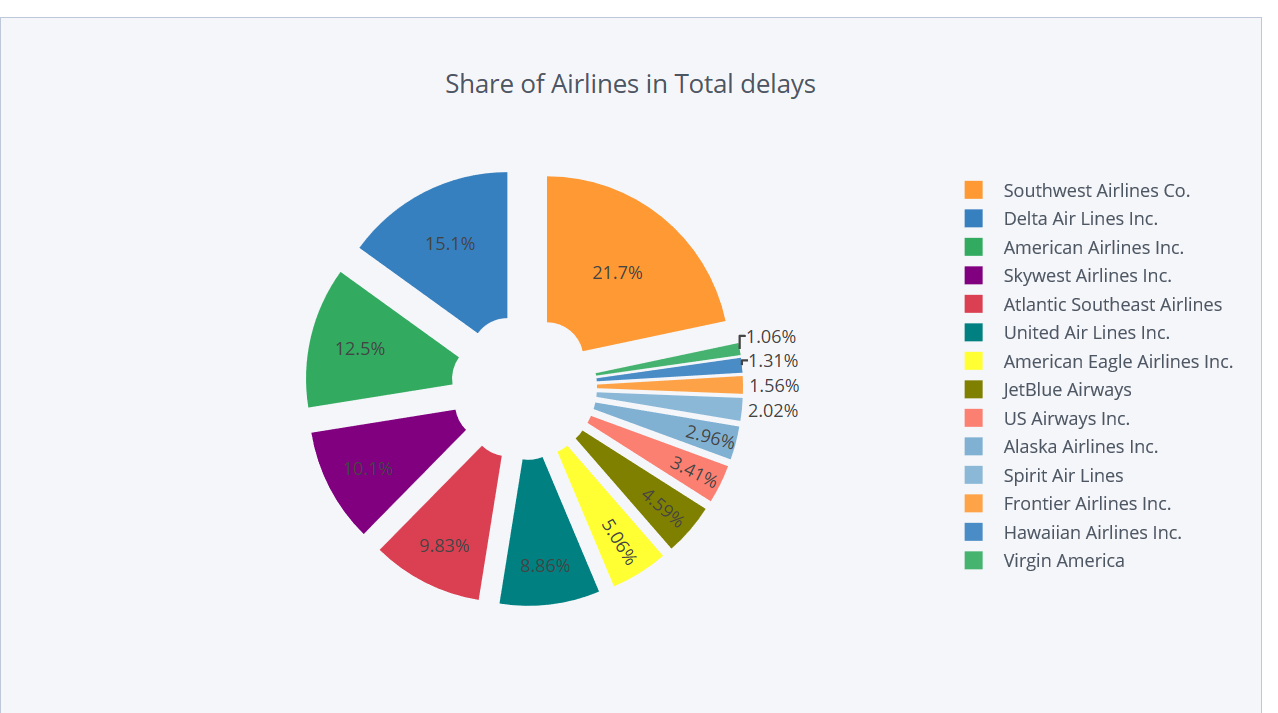 Share of Airlines in Total delays
15.1%
21.7%
12.5%
1.06%
1.31%
1.56%
2.02%
2.96%
3.41%
4.59%
5.06%
8.86%
9.83%
10.1%
Southwest Airlines Co.
Delta Air Lines Inc.
American Airlines Inc.
Skywest Airlines Inc.
Atlantic Southeast Airlines
United Air Lines Inc.
American Eagle Airlines Inc.
JetBlue Airways
US Airways Inc.
Alaska Airlines Inc.
Spirit Air Lines
Frontier Airlines Inc.
Hawaiian Airlines Inc.
Virgin America